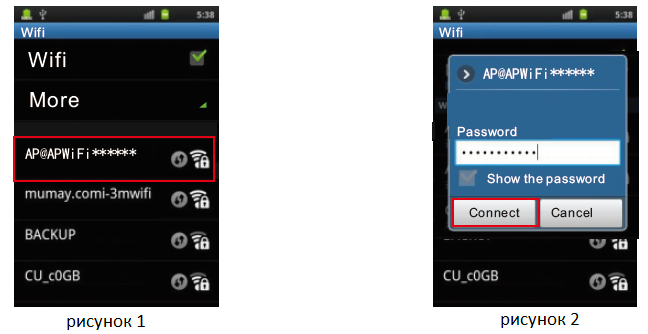 5:38
Wifi
Wifi
More
AP@APWiFi******
mumay.comi-3mwifi
BACKUP
CU_c0GB
рисунок 1
5:38
Wifi
AP@APWiFi******
Password
•••••••••••
Show the password
Connect Cancel
CU_c0GB
рисунок 2